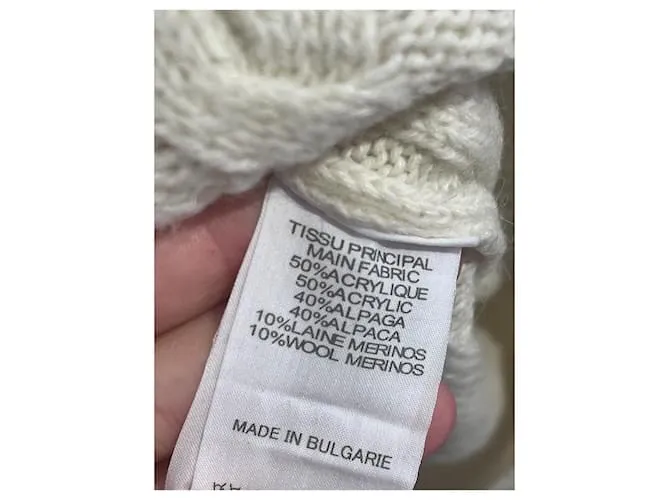 TISSU PRINCIPAL
MAIN FABRIC
50%ACRYLIQUE
50%ACRYLIC
40%ALPAGA
40%ALPACA
10%LAINE MERINOS
10%WOOL MERINOS
MADE IN BULGARIE